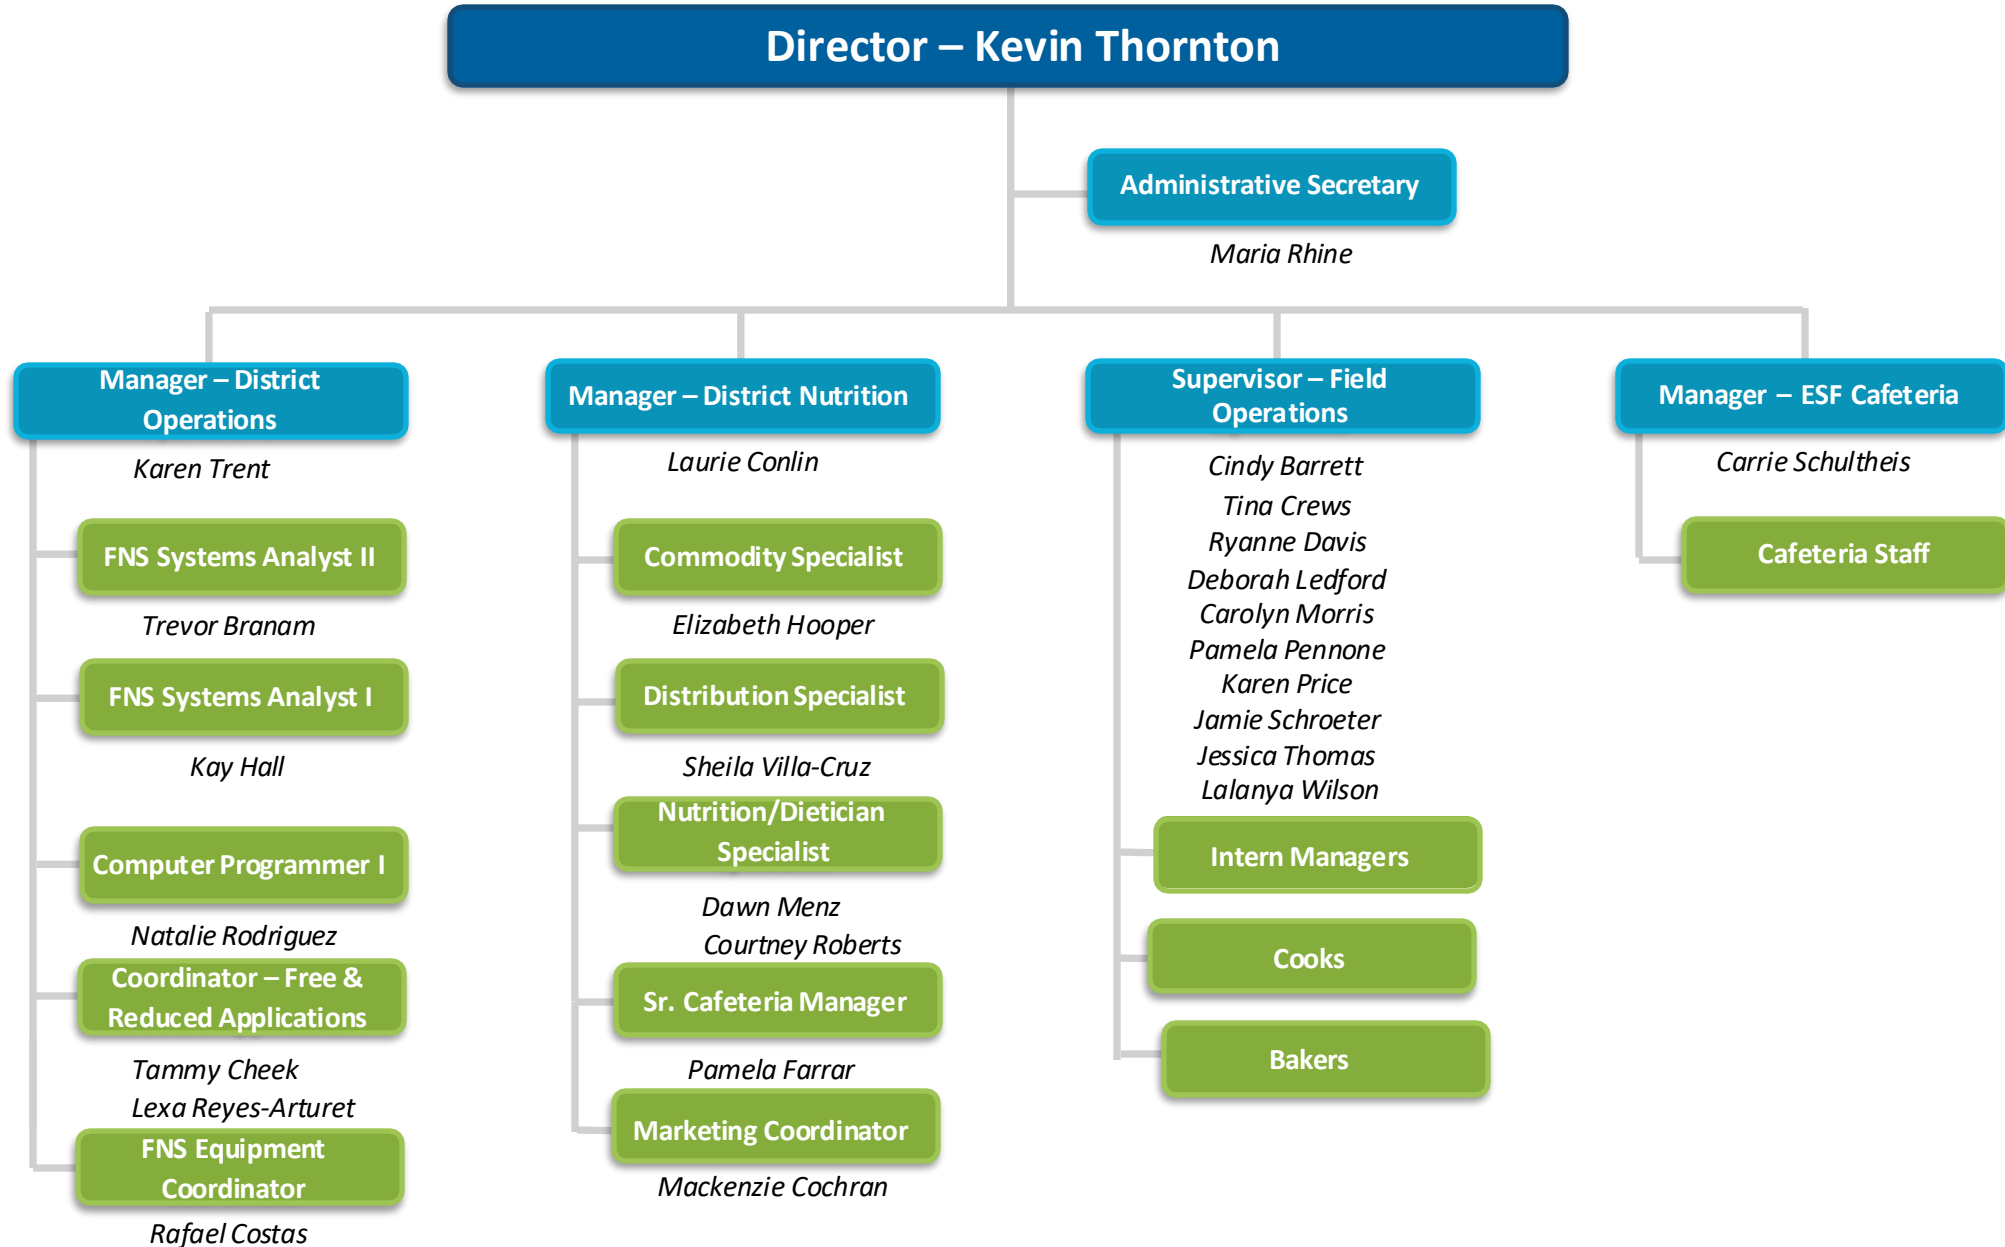 Director – Kevin Thornton
Administrative Secretary
Maria Rhine
Manager – District
Operations
Karen Trent
FNS Systems Analyst II
Trevor Branam
FNS Systems Analyst I
Kay Hall
Computer Programmer I
Natalie Rodriguez
Coordinator – Free &
Reduced Applications
Tammy Cheek
Lexa Reyes-Arturet
FNS Equipment
Coordinator
Rafael Costas
Manager – District Nutrition
Laurie Conlin
Commodity Specialist
Elizabeth Hooper
Distribution Specialist
Sheila Villa-Cruz
Nutrition/Dietician
Specialist
Dawn Menz
Courtney Roberts
Sr. Cafeteria Manager
Pamela Farrar
Marketing Coordinator
Mackenzie Cochran
Supervisor – Field
Operations
Cindy Barrett
Tina Crews
Ryanne Davis
Deborah Ledford
Carolyn Morris
Pamela Pennone
Karen Price
Jamie Schroeter
Jessica Thomas
Lalanya Wilson
Intern Managers
Cooks
Bakers
Manager – ESF Cafeteria
Carrie Schultheis
Cafeteria Staff